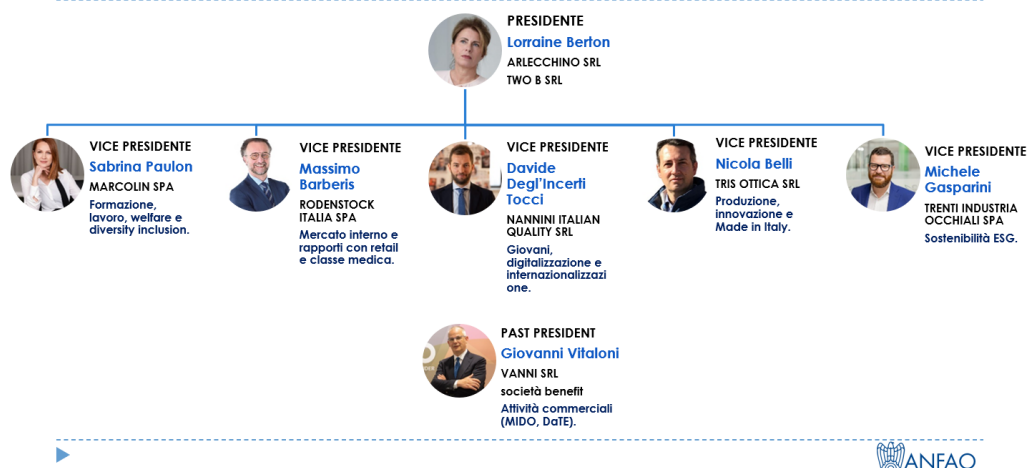 PRESIDENTE
Lorraine Berton
ARLECCHINO SRL
TWO B SRL
VICE PRESIDENTE
Sabrina Paulon
MARCOLIN SPA
Formazione,
lavoro, welfare e
diversity inclusion.
VICE PRESIDENTE
Massimo
Barberis
RODENSTOCK
ITALIA SPA
Mercato interno e
rapporti con retail
e classe medica.
VICE PRESIDENTE
Davide
Degl'Incerti
Tocci
NANNINI ITALIAN
QUALITY SRL
Giovani,
digitalizzazione e
internazionalizzazi
one.
VICE PRESIDENTE
Nicola Belli
TRIS OTTICA SRL
Produzione,
innovazione e
Made in Italy.
VICE PRESIDENTE
Michele
Gasparini
TRENTI INDUSTRIA
OCCHIALI SPA
Sostenibilità ESG.
PAST PRESIDENT
Giovanni Vitaloni
VANNI SRL
società benefit
Attività commerciali
(MIDO, DaTE).
ANFAO